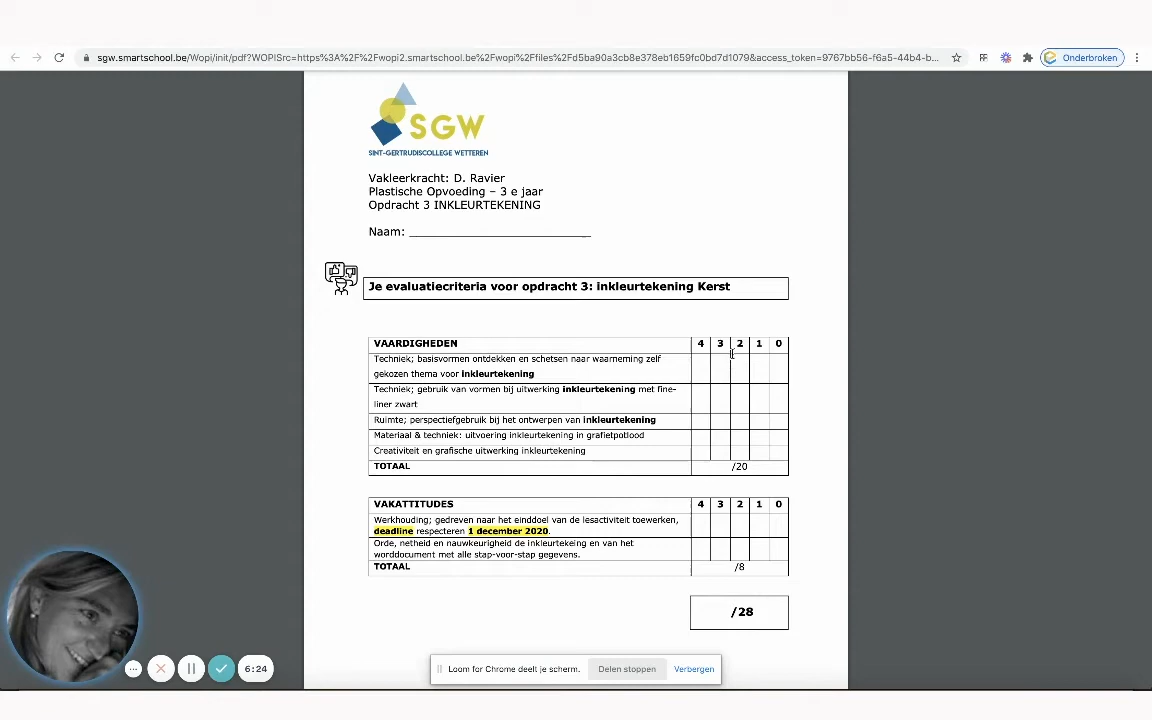 sgw.smartschool.be/Wopi/init/pdf?WOPISrc=https%3A%2F%2Fwopi2.smartschool.be%2Fwopi%2Ffiles%2Fd5ba90a3cb8e378eb1659fc0bd7d1079&access_token=9767bb56-f6a5-44b4-b...
Onderbroken
SGW
SINT-GERTRUDISCOLLEGE WETTEREN
Vakleerkracht: D. Ravier
Plastische Opvoeding – 3 e jaar
Opdracht 3 INKLEURTEKENING
Naam: ____________________________
Je evaluatiecriteria voor opdracht 3: inkleurtekening Kerst
VAARDIGHEDEN 4 3 2 1 0
Techniek; basisvormen ontdekken en schetsen naar waarneming zelf
gekozen thema voor inkleurtekening
Techniek; gebruik van vormen bij uitwerking inkleurtekening met fine-
liner zwart
Ruimte; perspectiefgebruik bij het ontwerpen van inkleurtekening
Materiaal & techniek: uitvoering inkleurtekening in grafietpotlood
Creativiteit en grafische uitwerking inkleurtekening
TOTAAL /20
VAKATTITUDES 4 3 2 1 0
Werkhouding; gedreven naar het einddoel van de lesactiviteit toewerken,
deadline respecteren 1 december 2020.
Orde, netheid en nauwkeurigheid de inkleurtekeing en van het
worddocument met alle stap-voor-stap gegevens.
TOTAAL /8
/28
6:24
Loom for Chrome deelt je scherm. Delen stoppen Verbergen